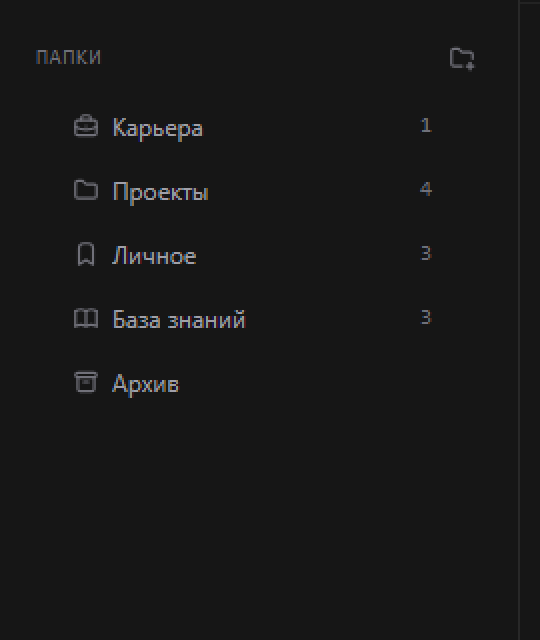 ПАПКИ
Карьера 1
Проекты 4
Личное 3
База знаний 3
Архив